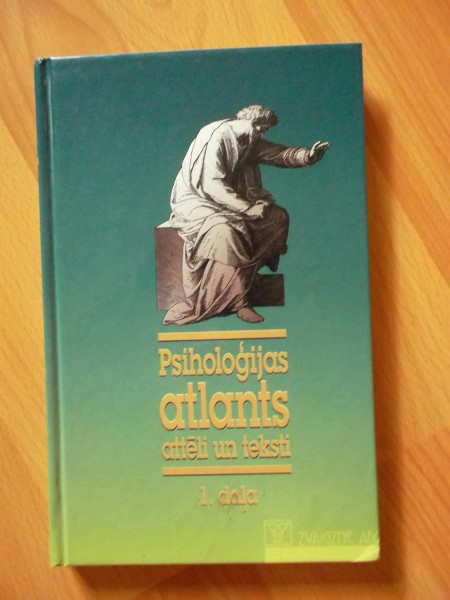 Psiholoģijas
atlants
attēli un teksti
1. daļa
ZVAIGZNE ABC